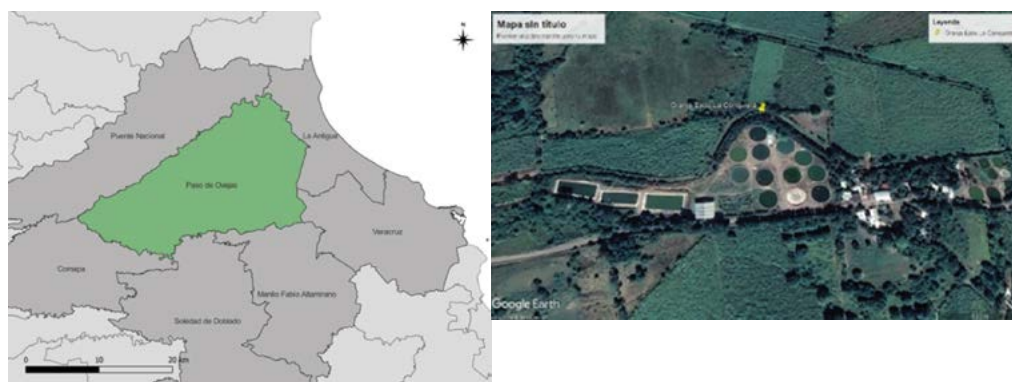 Puente Nacional
La Antigua
Paso de Ovejas
Veracruz
Comapa
Manlio Fabio Altamirano
Soledad de Doblado
0 10 20 km
Mapa sin título
Leyenda
Google Earth